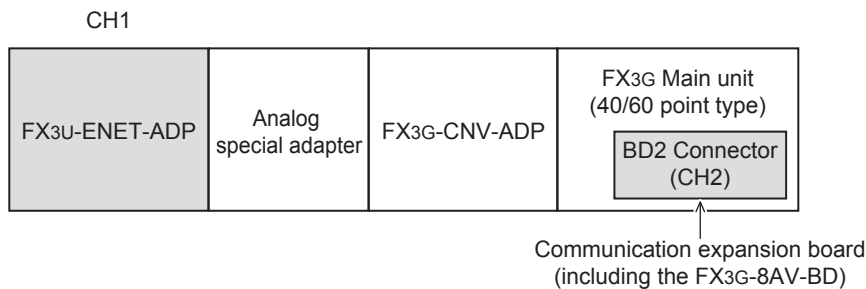 CH1
FX3U-ENET-ADP
Analog
special adapter
FX3G-CNV-ADP
FX3G Main unit
(40/60 point type)
BD2 Connector
(CH2)
Communication expansion board
(including the FX3G-8AV-BD)